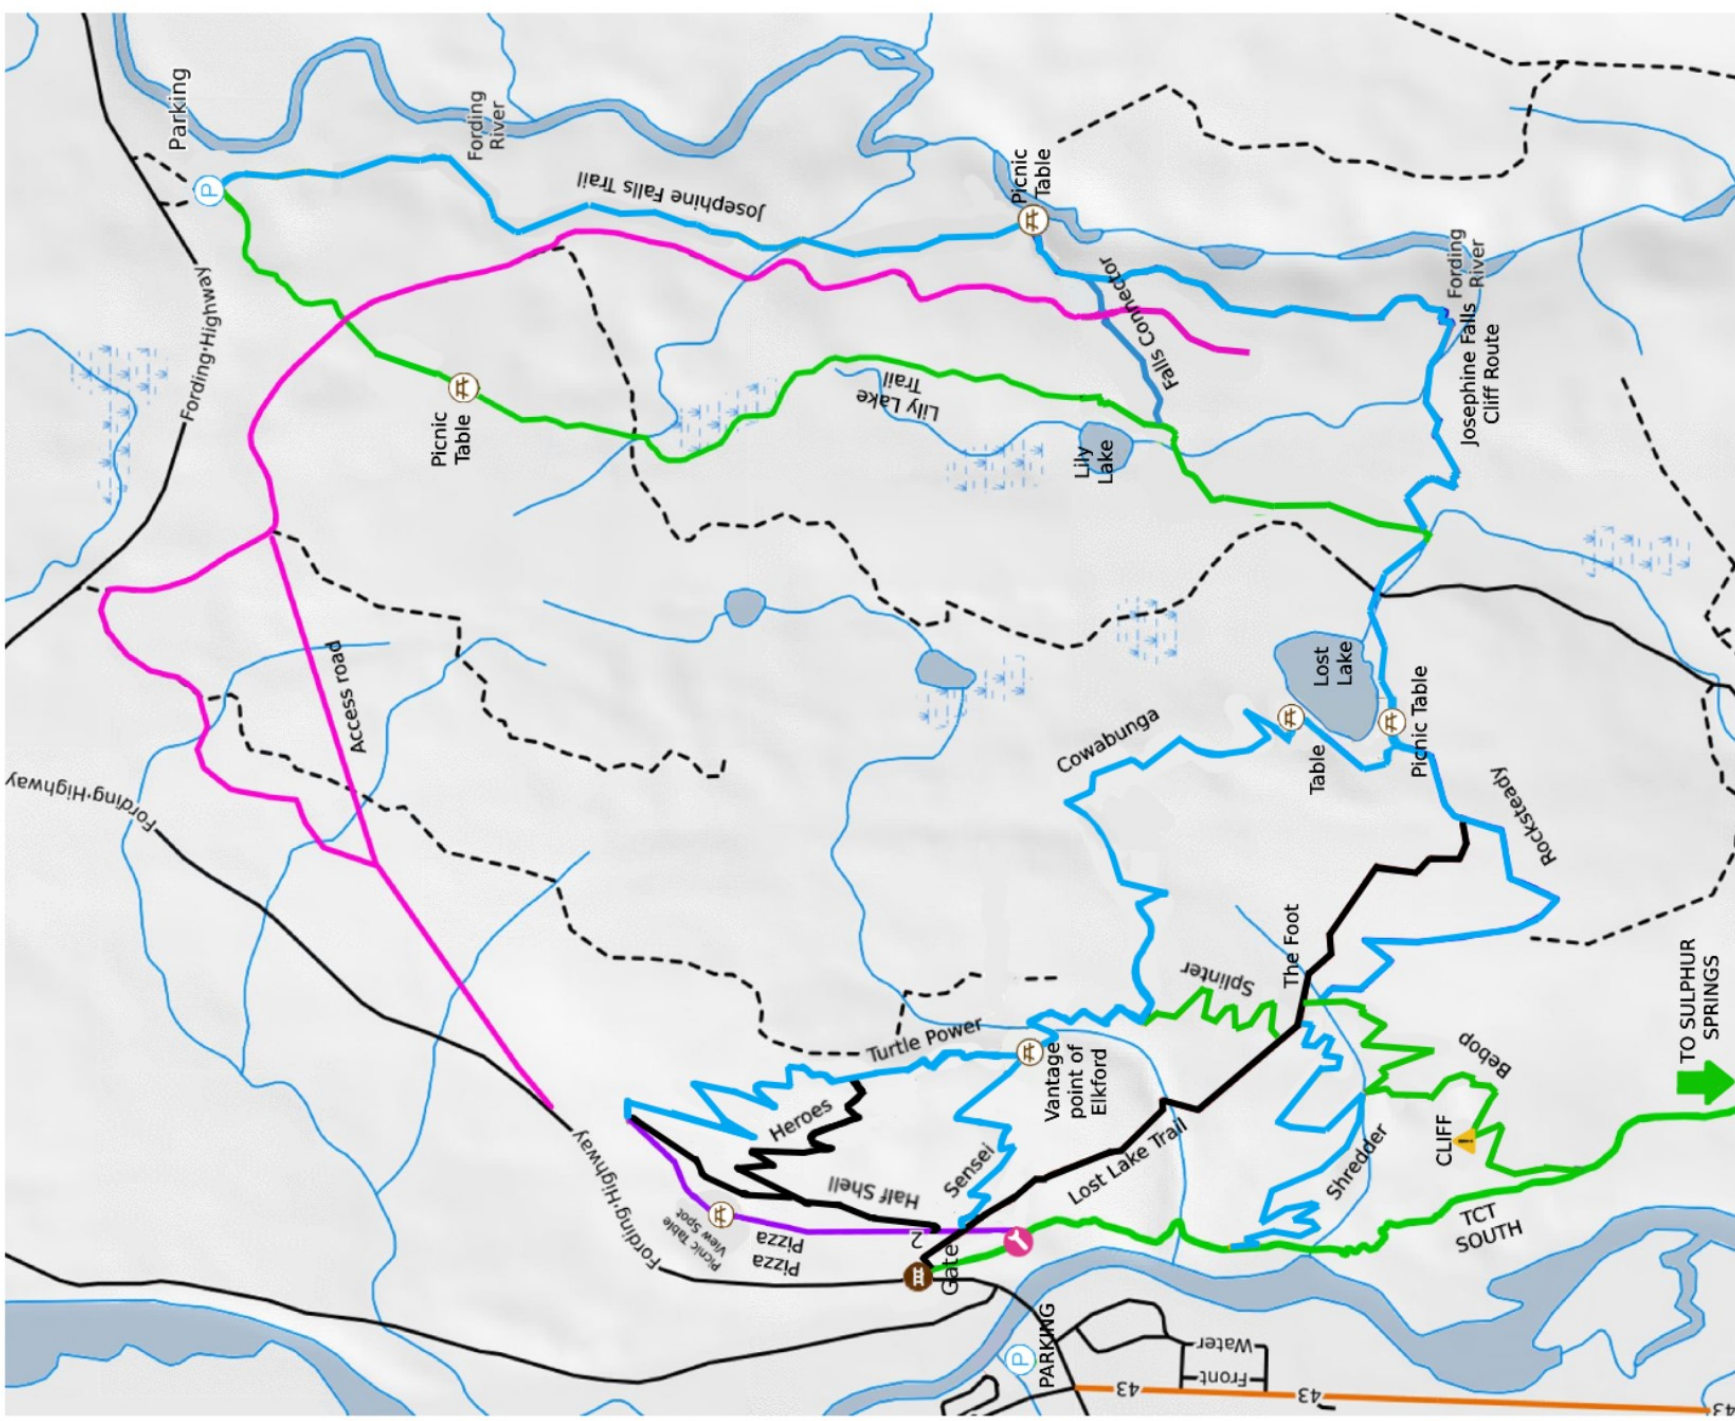 Parking
Fording
River
Josephine Falls Trail
Picnic
Table
Fording Highway
Falls Connector
Fording
River
Josephine Falls
Cliff Route
Picnic
Table
Lily Lake
Trail
Lily
Lake
Access road
Lost
Lake
Cowabunga
Table
Picnic Table
Fording Highway
Rocksteady
The Foot
Splinter
TO SULPHUR
SPRINGS
Turtle Power
Vantage
point of
Elkford
Bebop
Heroes
CLIFF
Fording Highway
Half Shell
Sensei
Lost Lake Trail
Shredder
Picnic Table
View Spot
Pizza
Pizza
2
Gate
TCT
SOUTH
P
P
PARKING
Water
Front
43
43
43